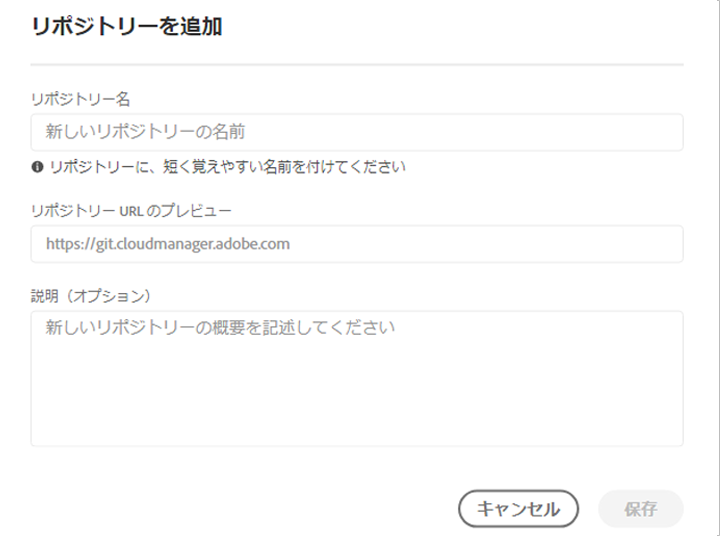 リポジトリーを追加
リポジトリー名
新しいリポジトリーの名前
リポジトリーに、短く覚えやすい名前を付けてください
リポジトリー URL のプレビュー
https://git.cloudmanager.adobe.com
説明（オプション）
新しいリポジトリーの概要を記述してください
キャンセル
保存